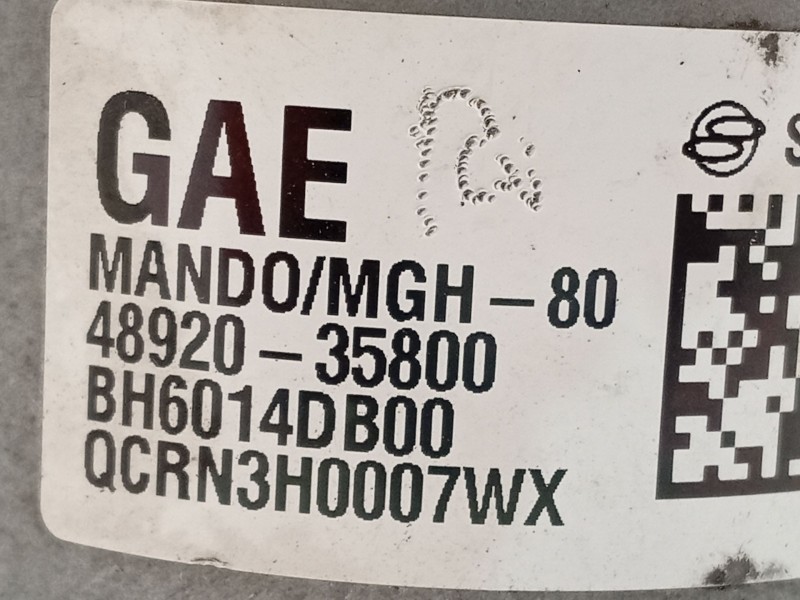 GAE
MANDO/MGH-80
48920-35800
BH6014DB00
QCRN3H0007WX